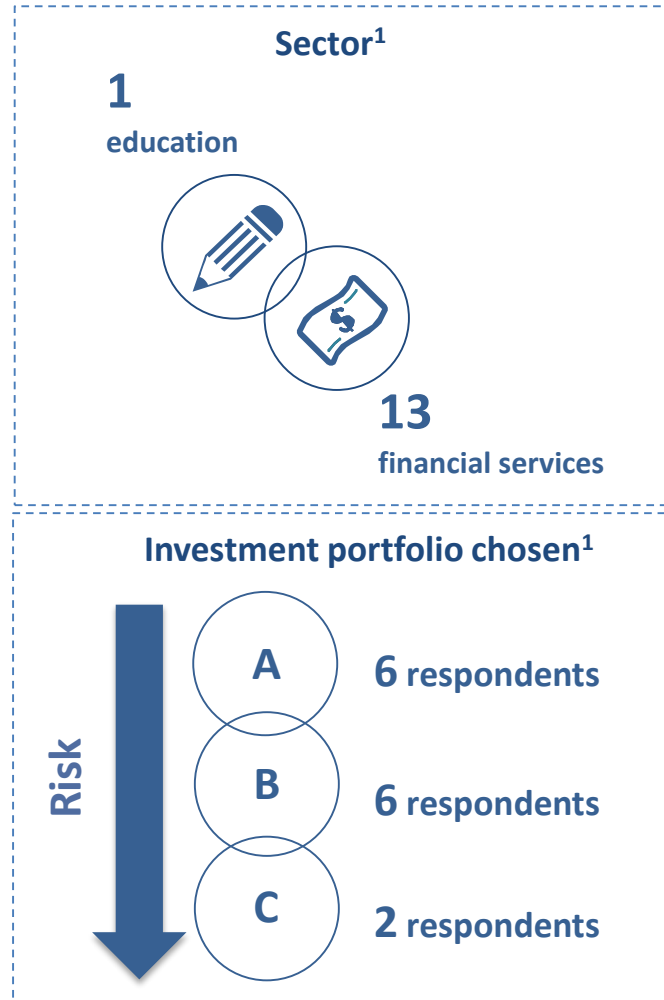 Sector¹
1
education
$
13
financial services
Investment portfolio chosen¹
Risk
A
6 respondents
B
6 respondents
C
2 respondents